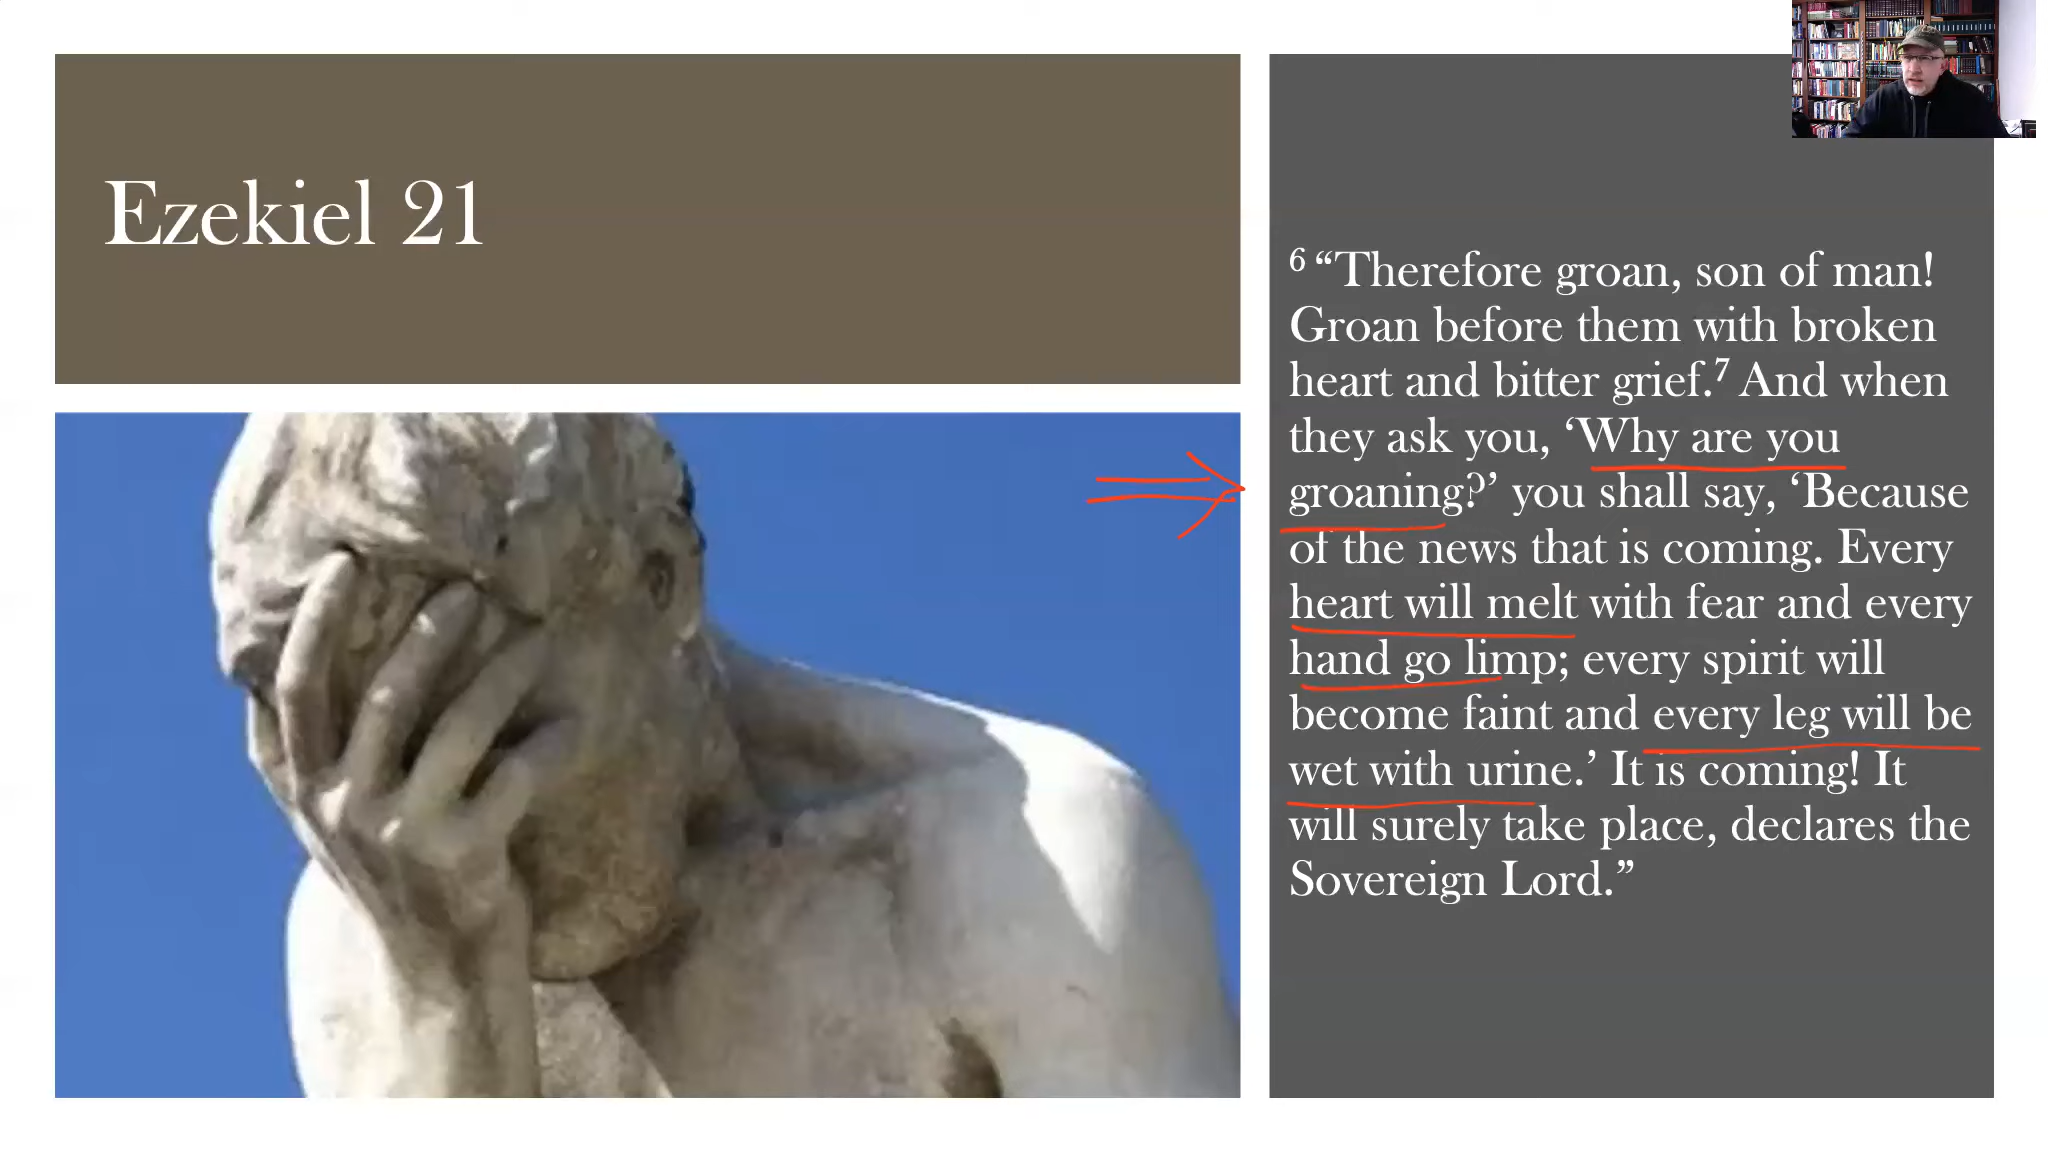 Ezekiel 21
6 “Therefore groan, son of man!
Groan before them with broken
heart and bitter grief.7 And when
they ask you, ‘Why are you
groaning?’ you shall say, ‘Because
of the news that is coming. Every
heart will melt with fear and every
hand go limp; every spirit will
become faint and every leg will be
wet with urine.’ It is coming! It
will surely take place, declares the
Sovereign Lord.”